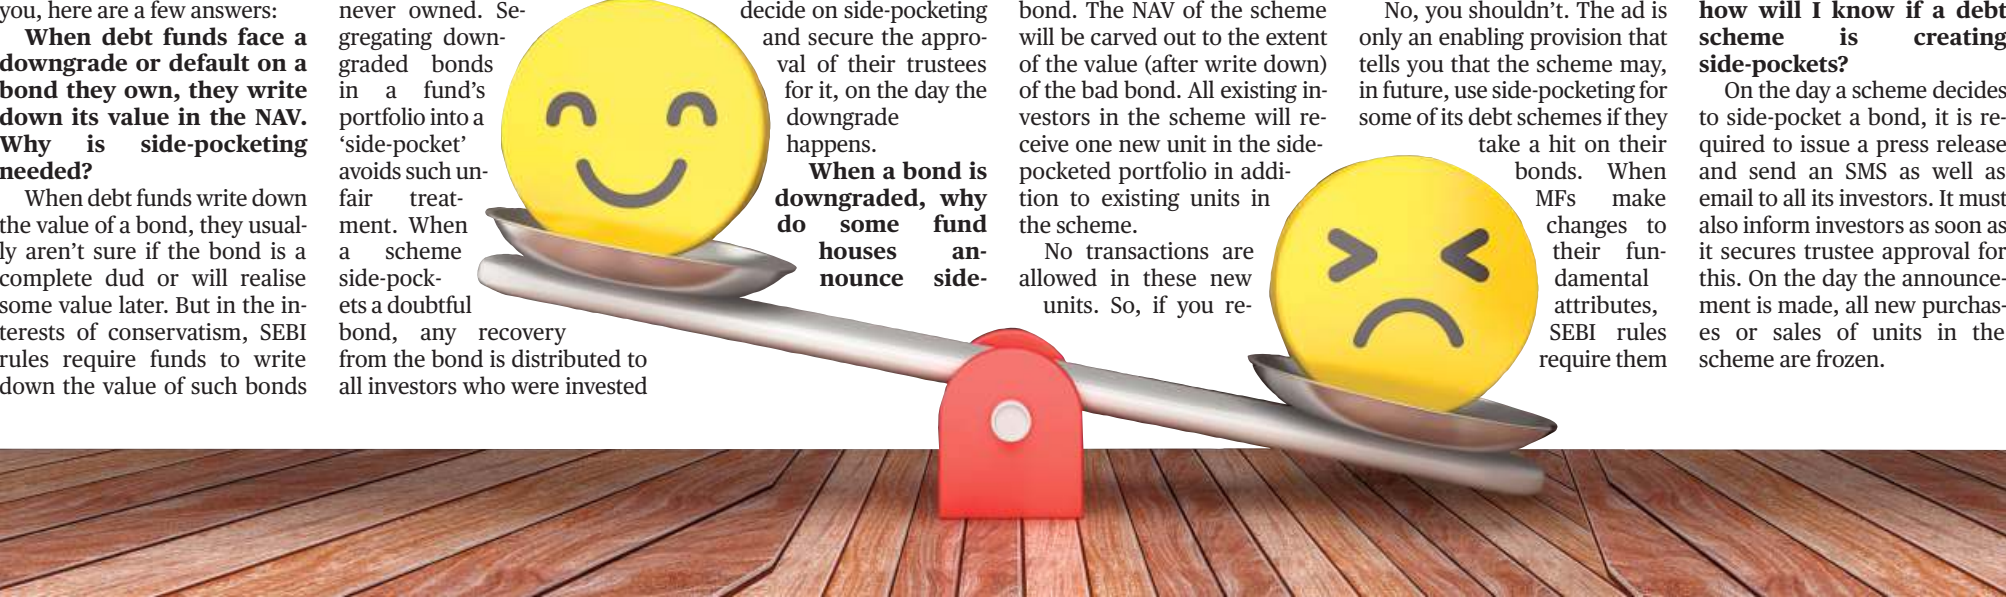 you, here are a few answers:
When debt funds face a
downgrade or default on a
bond they own, they write
down its value in the NAV.
Why is side-pocketing
needed?
When debt funds write down
the value of a bond, they usual-
ly aren't sure if the bond is a
complete dud or will realise
some value later. But in the in-
terests of conservatism, SEBI
rules require funds to write
down the value of such bonds
never owned. Se-
gregating down-
graded bonds
in a fund's
portfolio into a
‘side-pocket’
avoids such un-
fair treat-
ment. When
a scheme
side-pock-
ets a doubtful
bond, any recovery
from the bond is distributed to
all investors who were invested
decide on side-pocketing
and secure the appro-
val of their trustees
for it, on the day the
downgrade
happens.
When a bond is
downgraded, why
do some fund
houses an-
nounce side-
bond. The NAV of the scheme
will be carved out to the extent
of the value (after write down)
of the bad bond. All existing in-
vestors in the scheme will re-
ceive one new unit in the side-
pocketed portfolio in addi-
tion to existing units in
the scheme.
No transactions are
allowed in these new
units. So, if you re-
No, you shouldn't. The ad is
only an enabling provision that
tells you that the scheme may,
in future, use side-pocketing for
some of its debt schemes if they
take a hit on their
bonds. When
MFs make
changes to
their fun-
damental
attributes,
SEBI rules
require them
how will I know if a debt
scheme is creating
side-pockets?
On the day a scheme decides
to side-pocket a bond, it is re-
quired to issue a press release
and send an SMS as well as
email to all its investors. It must
also inform investors as soon as
it secures trustee approval for
this. On the day the announce-
ment is made, all new purchas-
es or sales of units in the
scheme are frozen.